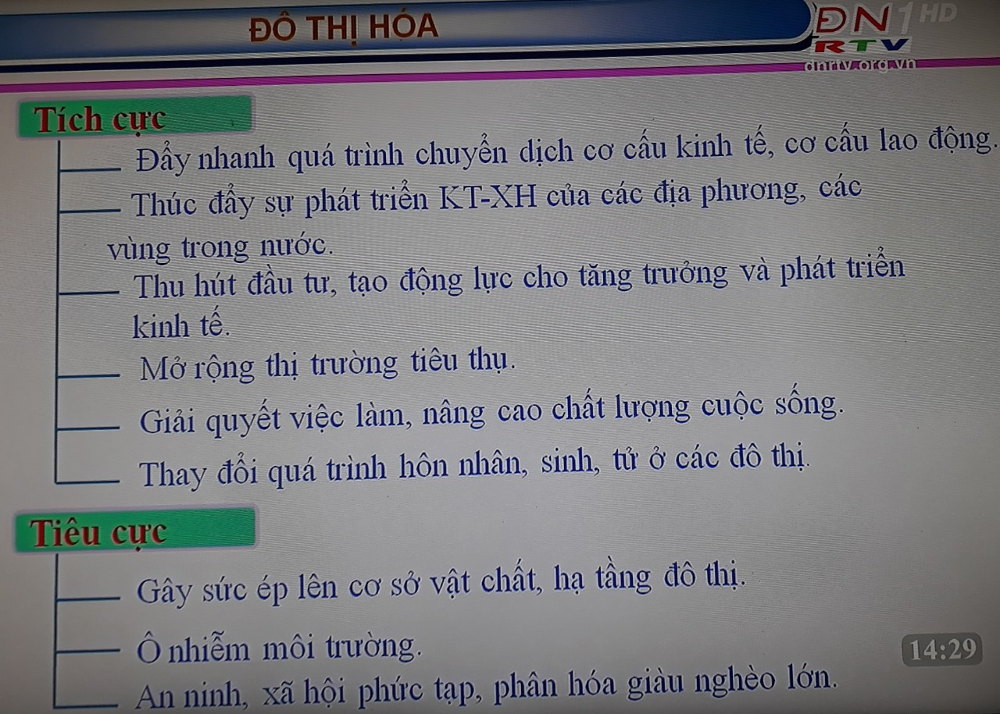 ĐÔ THỊ HÓA
ĐN1 HD
RTV
dnrtv.org.vn
Tích cực
Đẩy nhanh quá trình chuyển dịch cơ cấu kinh tế, cơ cấu lao động.
Thúc đẩy sự phát triển KT-XH của các địa phương, các
vùng trong nước.
Thu hút đầu tư, tạo động lực cho tăng trưởng và phát triển
kinh tế.
Mở rộng thị trường tiêu thụ.
Giải quyết việc làm, nâng cao chất lượng cuộc sống.
Thay đổi quá trình hôn nhân, sinh, tử ở các đô thị.
Tiêu cực
Gây sức ép lên cơ sở vật chất, hạ tầng đô thị.
Ô nhiễm môi trường.
14:29
An ninh, xã hội phức tạp, phân hóa giàu nghèo lớn.